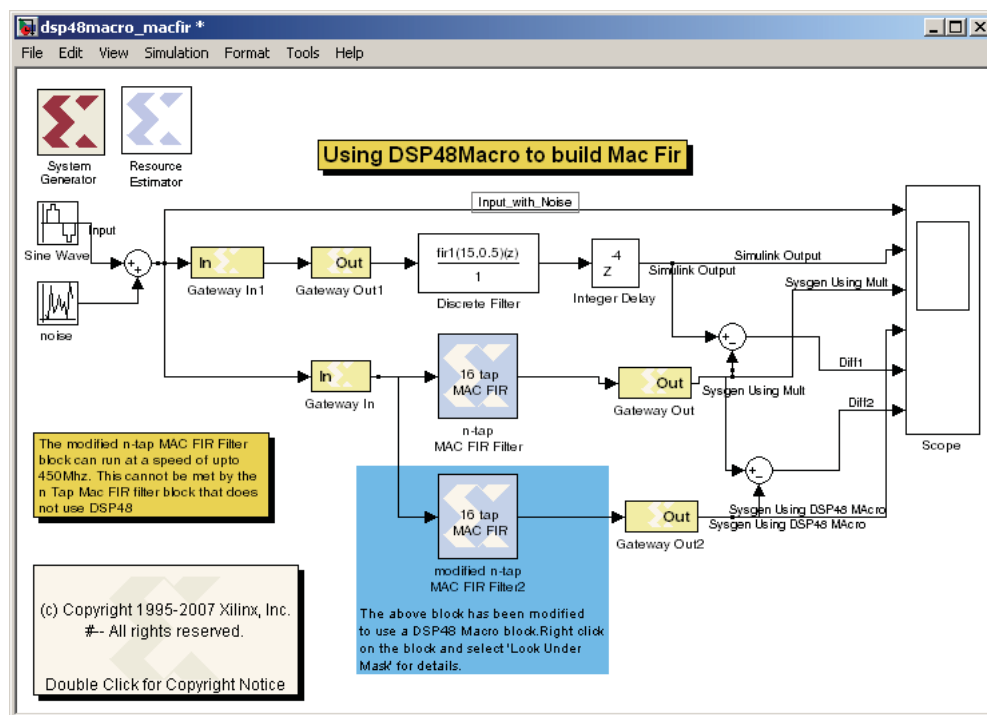 dsp48macro_macfir *
File Edit View Simulation Format Tools Help
System
Generator
Resource
Estimator
Using DSP48Macro to build Mac Fir
Input_with_Noise
Input
Sine Wave
noise
In
Gateway In1
Out
Gateway Out1
fir1(15,0.5)(z)
1
Discrete Filter
-4
Z
Integer Delay
Simulink Output
Simulink Output
Sysgen Using Mult
Diff1
Diff2
Scope
In
Gateway In
16 tap
MAC FIR
n-tap
MAC FIR Filter
Out
Gateway Out
Sysgen Using Mult
The modified n-tap MAC FIR Filter
block can run at a speed of upto
450Mhz. This cannot be met by the
n Tap Mac FIR filter block that does
not use DSP48
16 tap
MAC FIR
modified n-tap
MAC FIR Filter2
Out
Gateway Out2
Sysgen Using DSP48 MAcro
Sysgen Using DSP48 MAcro
The above block has been modified
to use a DSP48 Macro block.Right click
on the block and select 'Look Under
Mask' for details.
(c) Copyright 1995-2007 Xilinx, Inc.
#-- All rights reserved.
Double Click for Copyright Notice